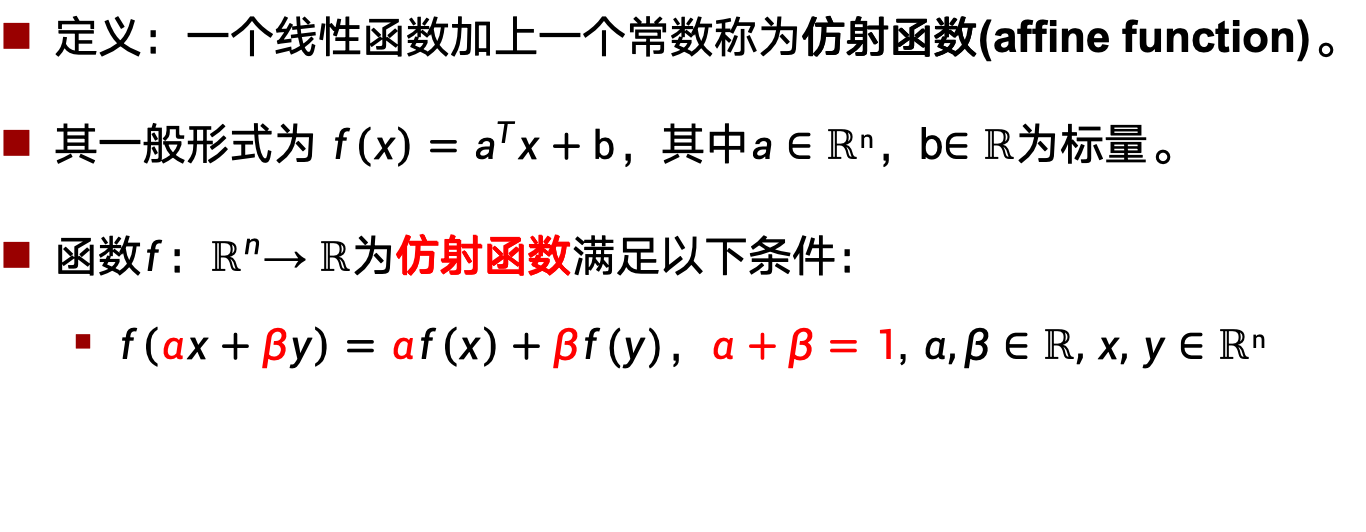 ■ 定义：一个线性函数加上一个常数称为仿射函数(affine function)。
■ 其一般形式为 f(x) = aᵀx + b，其中a ∈ ℝⁿ，b∈ ℝ为标量。
■ 函数f：ℝⁿ→ ℝ为仿射函数满足以下条件：
▪ f(αx + βy) = αf(x) + βf(y)，α + β = 1, α,β ∈ ℝ, x, y ∈ ℝⁿ